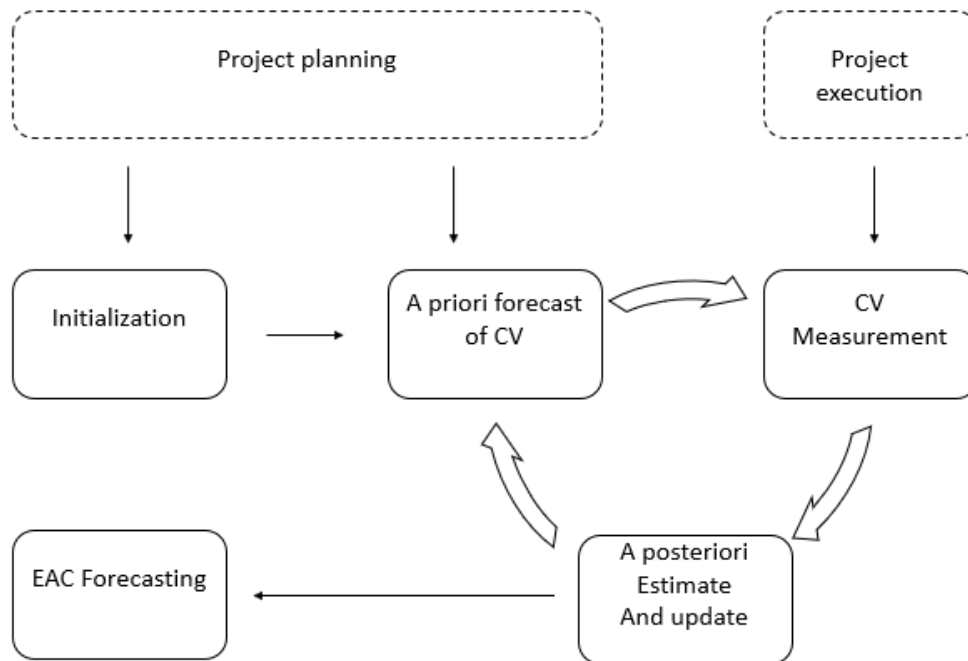 Project planning
Project
execution
Initialization
A priori forecast
of CV
CV
Measurement
EAC Forecasting
A posteriori
Estimate
And update